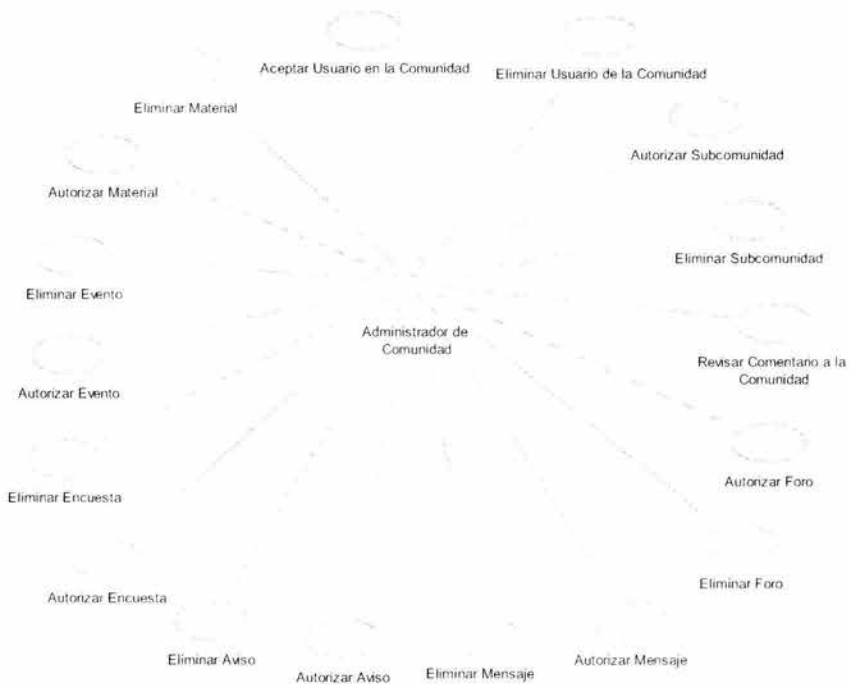 Aceptar Usuario en la Comunidad
Eliminar Usuario de la Comunidad
Eliminar Material
Autorizar Subcomunidad
Autorizar Material
Eliminar Subcomunidad
Eliminar Evento
Administrador de
Comunidad
Revisar Comentario a la
Comunidad
Autorizar Evento
Autorizar Foro
Eliminar Encuesta
Eliminar Foro
Autorizar Encuesta
Eliminar Aviso
Autorizar Aviso
Eliminar Mensaje
Autorizar Mensaje